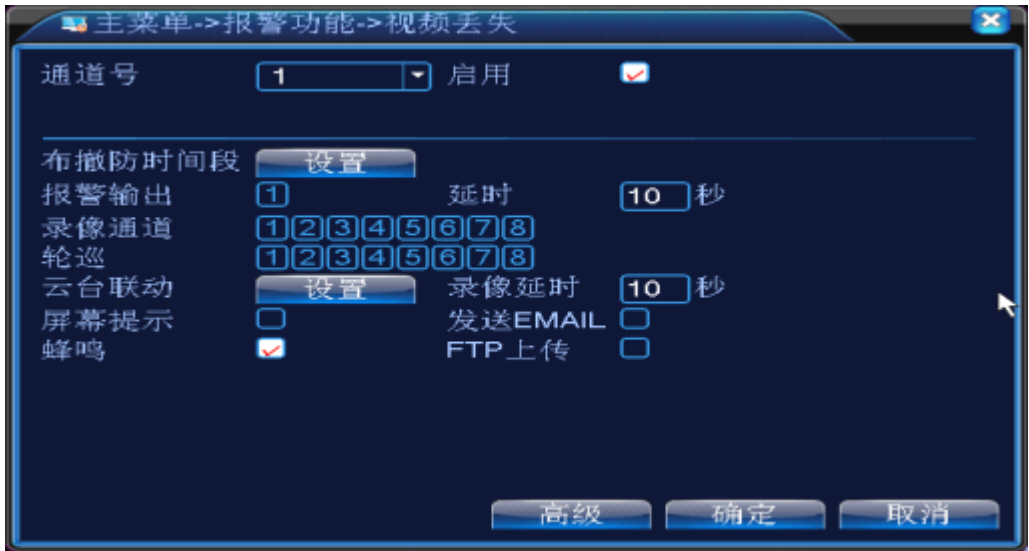 主菜单->报警功能->视频丢失
通道号 1 启用
布撤防时间段 设置
报警输出 1 延时 10 秒
录像通道 1 2 3 4 5 6 7 8
轮巡 1 2 3 4 5 6 7 8
云台联动 设置 录像延时 10 秒
屏幕提示 发送EMAIL
蜂鸣 FTP上传
高级 确定 取消